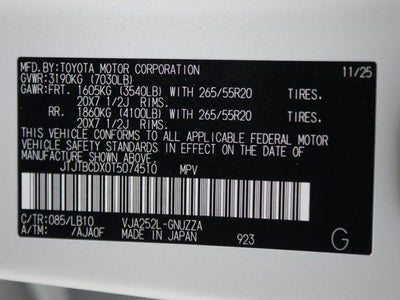 MFD.BY:TOYOTA MOTOR CORPORATION 11/25
GVWR:3190KG (7030LB)
GAWR:FRT. 1605KG (3540LB) WITH 265/55R20 TIRES.
20X7 1/2J RIMS.
RR. 1860KG (4100LB) WITH 265/55R20 TIRES.
20X7 1/2J RIMS.
THIS VEHICLE CONFORMS TO ALL APPLICABLE FEDERAL MOTOR
VEHICLE SAFETY STANDARDS IN EFFECT ON THE DATE OF
MANUFACTURE SHOWN ABOVE.
JTJTBCDX0T5074510 MPV
C/TR:085/LB10 VJA252L-GNUZZA
A/TM: /AJA0F MADE IN JAPAN 923 G